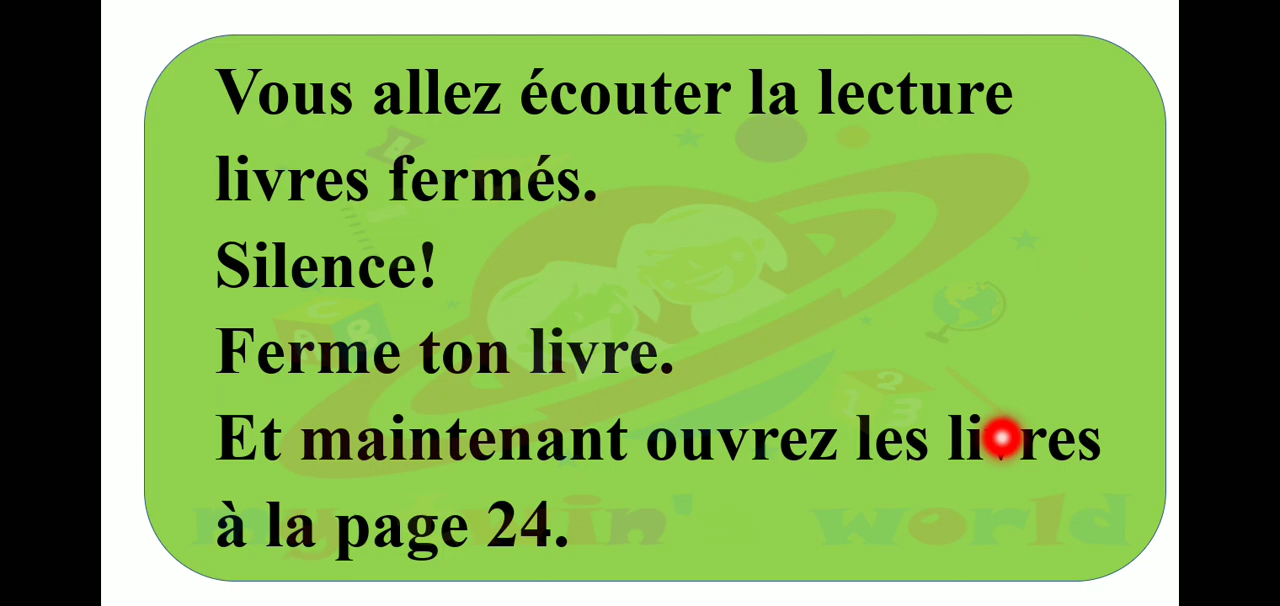 Vous allez écouter la lecture
livres fermés.
Silence!
Ferme ton livre.
Et maintenant ouvrez les livres
à la page 24.
world